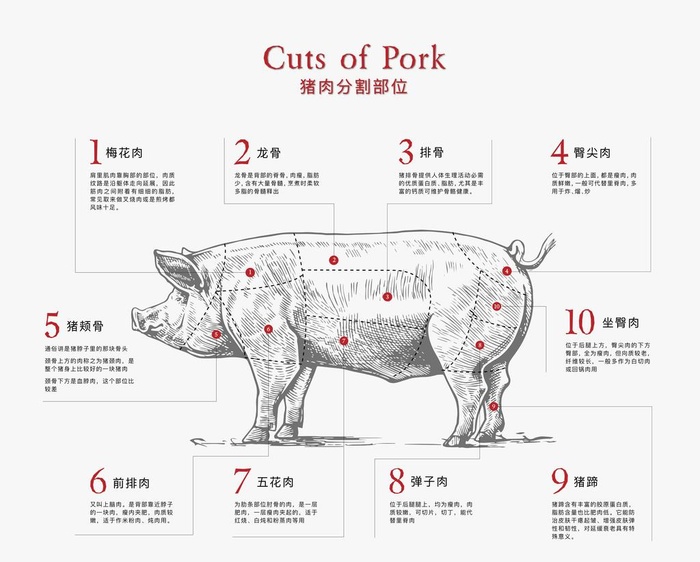 Cuts of Pork
猪肉分割部位
1 梅花肉
肩里肌肉靠胸部的部位，肉质
纹路是沿躯体走向延展，因此
筋肉之间附着有细细的脂肪，
常见取来做叉烧肉或是煎烤都
风味十足。
2 龙骨
龙骨是背部的脊骨，肉瘦，脂肪
少，含有大量骨髓，烹煮时柔软
多脂的骨髓释出
3 排骨
猪排骨提供人体生理活动必需
的优质蛋白质、脂肪，尤其是丰
富的钙质可维护骨骼健康。
4 臀尖肉
位于臀部的上面，都是瘦肉，肉
质鲜嫩，一般可代替里脊肉，多
用于炸、熘、炒
5 猪颊骨
通俗讲是猪脖子里的那块骨头
颈骨上方的肉称之为猪颈肉，是
整个猪身上比较好的一块猪肉
颈骨下方是血脖肉，这个部位比
较差
10 坐臀肉
位于后腿上方，臀尖肉的下方
臀部，全为瘦肉，但肉质较老，
纤维较长，一般多作为白切肉
或回锅肉用
6 前排肉
又叫上脑肉。是背部靠近脖子
的一块肉，瘦内夹肥，肉质较
嫩，适于作米粉肉、炖肉用。
7 五花肉
为肋条部位肘骨的肉，是一层
肥肉，一层瘦肉夹起的，适于
红烧、白炖和粉蒸肉等用
8 弹子肉
位于后腿腿上，均为瘦肉，肉
质较嫩，可切片、切丁，能代
替里脊肉
9 猪蹄
猪蹄含有丰富的胶原蛋白质，
脂肪含量也比肥肉低。它能防
治皮肤干瘪起皱、增强皮肤弹
性和韧性，对延缓衰老具有特
殊意义。
1
2
3
4
5
6
7
8
9
10